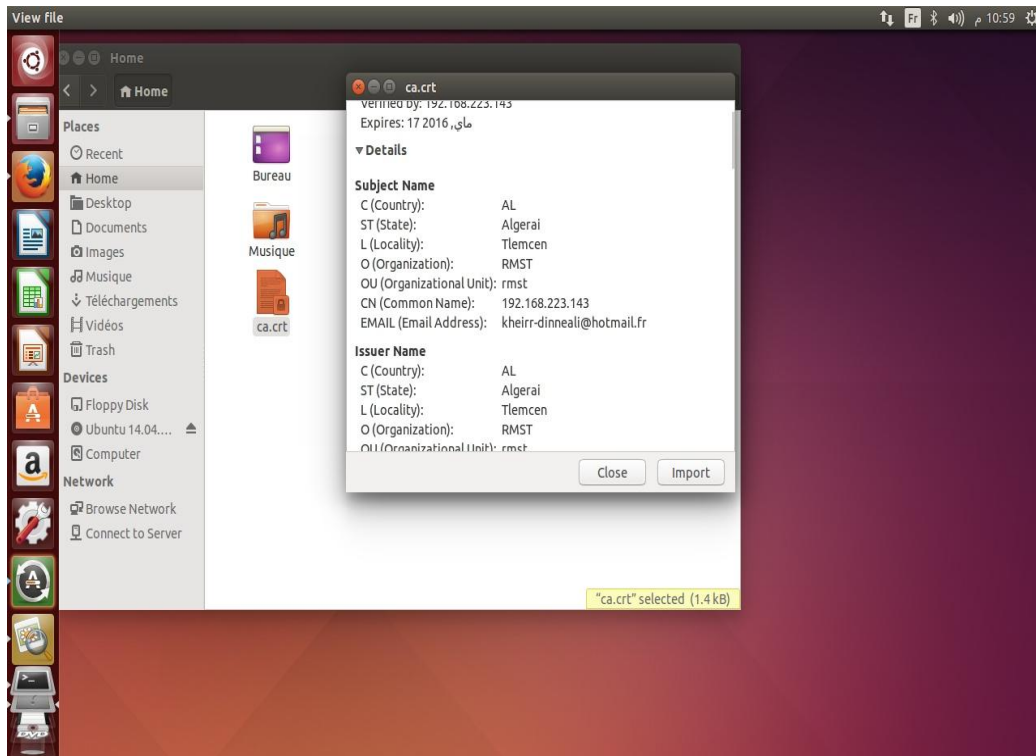 View file
Fr
م 10:59
Home
Home
Places
Recent
Home
Desktop
Documents
Images
Musique
Téléchargements
Vidéos
Trash
Devices
Floppy Disk
Ubuntu 14.04....
Computer
Network
Browse Network
Connect to Server
Bureau
Musique
ca.crt
ca.crt
Verified by: 192.168.223.143
Expires: 17 ماي, 2016
Details
Subject Name
C (Country): AL
ST (State): Algerai
L (Locality): Tlemcen
O (Organization): RMST
OU (Organizational Unit): rmst
CN (Common Name): 192.168.223.143
EMAIL (Email Address): kheirr-dinneali@hotmail.fr
Issuer Name
C (Country): AL
ST (State): Algerai
L (Locality): Tlemcen
O (Organization): RMST
OU (Organizational Unit): rmst
Close
Import
"ca.crt" selected (1.4 kB)
a
DVD